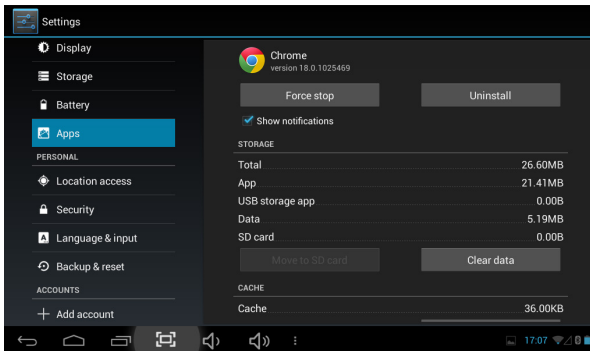 Settings
Display
Storage
Battery
Apps
PERSONAL
Location access
Security
Language & input
Backup & reset
ACCOUNTS
Add account
Chrome
version 18.0.1025469
Force stop
Uninstall
Show notifications
STORAGE
Total 26.60MB
App 21.41MB
USB storage app 0.00B
Data 5.19MB
SD card 0.00B
Move to SD card
Clear data
CACHE
Cache 36.00KB
17:07